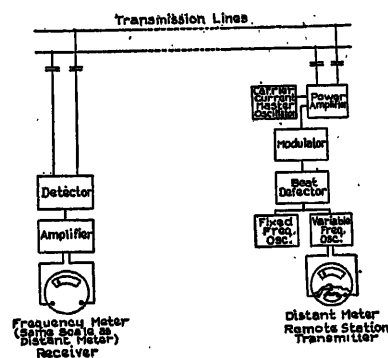 Transmission Lines
Carrier
Current
Master
Oscillator
Power
Amplifier
Modulator
Detector
Beat
Detector
Amplifier
Fixed
Freq.
Osc.
Variable
Freq.
Osc.
Frequency Meter
(Same Scale as
Distant Meter)
Receiver
Distant Meter
Remote Station
Transmitter